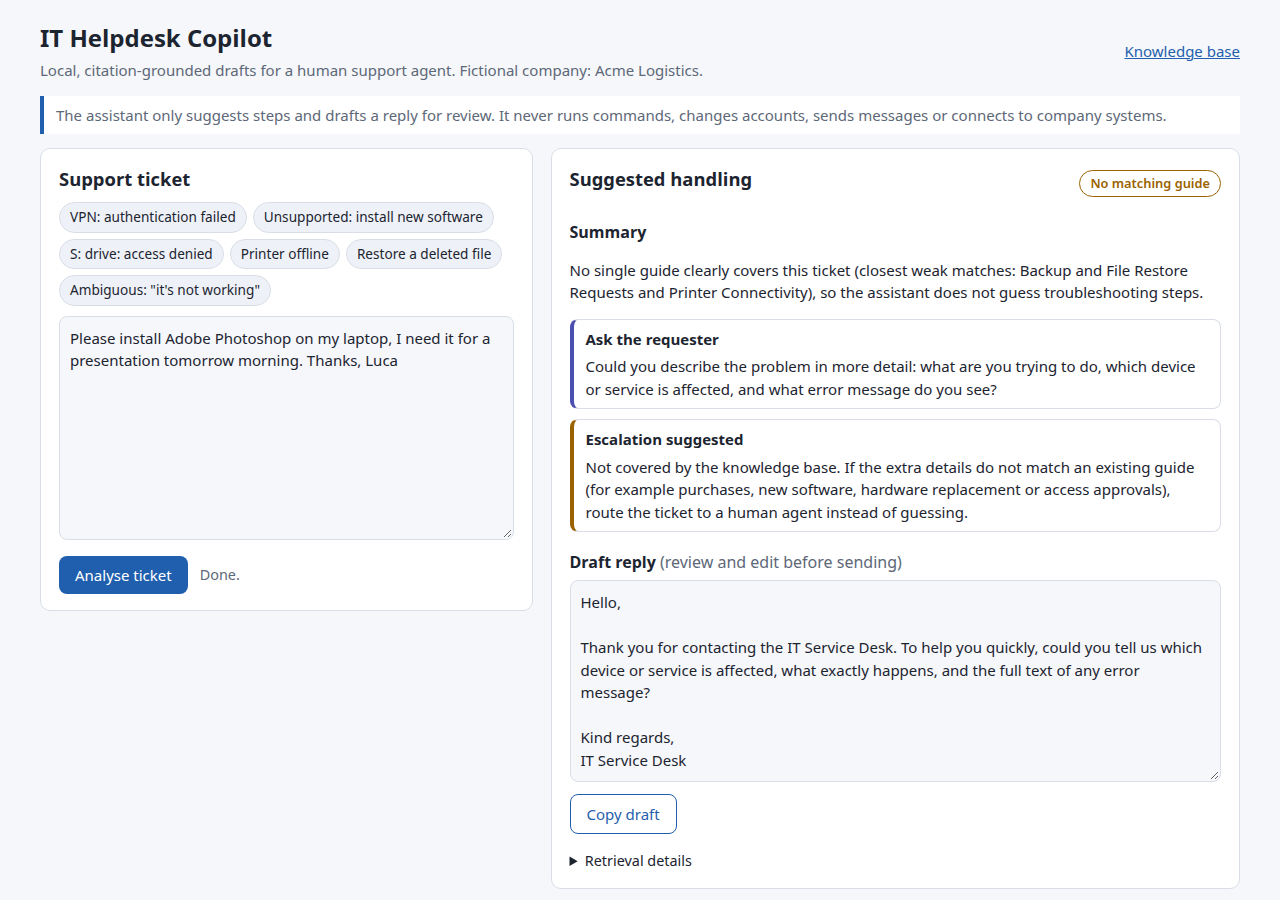 IT Helpdesk Copilot
Local, citation-grounded drafts for a human support agent. Fictional company: Acme Logistics.
Knowledge base
The assistant only suggests steps and drafts a reply for review. It never runs commands, changes accounts, sends messages or connects to company systems.
Support ticket
VPN: authentication failed
Unsupported: install new software
S: drive: access denied
Printer offline
Restore a deleted file
Ambiguous: "it's not working"
Please install Adobe Photoshop on my laptop, I need it for a
presentation tomorrow morning. Thanks, Luca
Analyse ticket
Done.
Suggested handling
No matching guide
Summary
No single guide clearly covers this ticket (closest weak matches: Backup and File Restore
Requests and Printer Connectivity), so the assistant does not guess troubleshooting steps.
Ask the requester
Could you describe the problem in more detail: what are you trying to do, which device
or service is affected, and what error message do you see?
Escalation suggested
Not covered by the knowledge base. If the extra details do not match an existing guide
(for example purchases, new software, hardware replacement or access approvals),
route the ticket to a human agent instead of guessing.
Draft reply (review and edit before sending)
Hello,
Thank you for contacting the IT Service Desk. To help you quickly, could you tell us which
device or service is affected, what exactly happens, and the full text of any error
message?
Kind regards,
IT Service Desk
Copy draft
Retrieval details